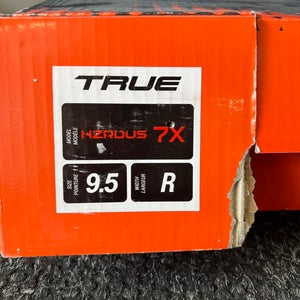 TRUE
MODEL
MODÈLE
HZRDUS 7X
SIZE
POINTURE
9.5
WIDTH
LARGEUR
R